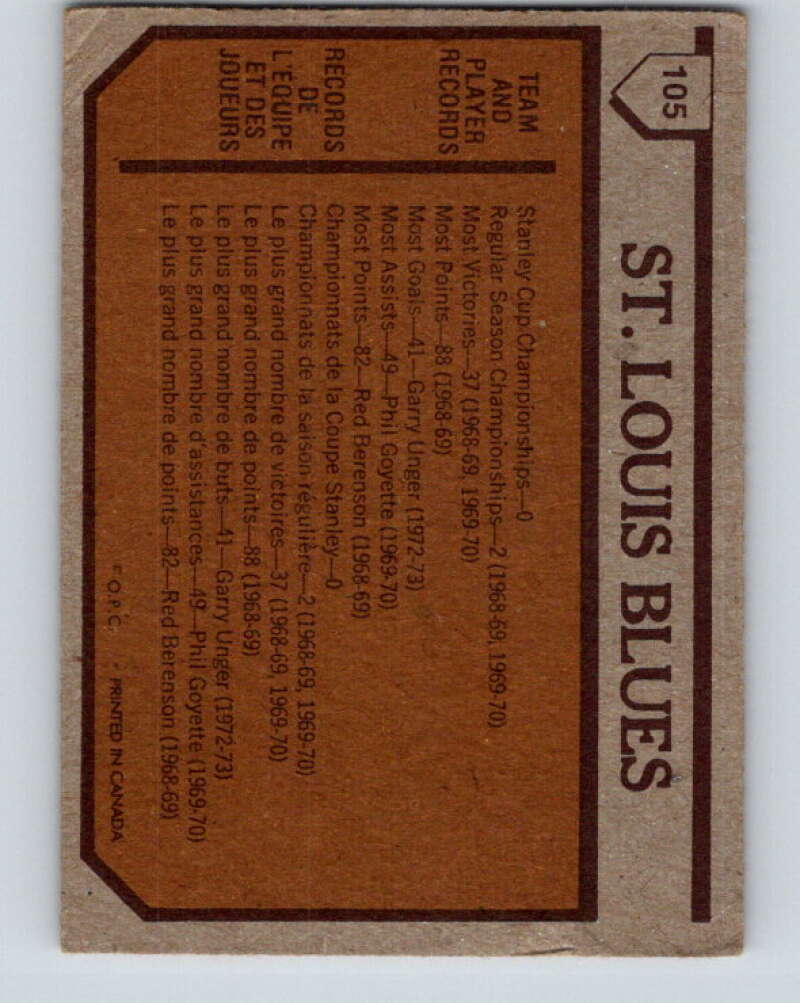 105
ST. LOUIS BLUES
TEAM
AND
PLAYER
RECORDS
Stanley Cup Championships—0
Regular Season Championships—2 (1968-69, 1969-70)
Most Victories—37 (1968-69, 1969-70)
Most Points—88 (1968-69)
Most Goals—41—Garry Unger (1972-73)
Most Assists—49—Phil Goyette (1969-70)
Most Points—82—Red Berenson (1968-69)
RECORDS
DE
L'ÉQUIPE
ET DES
JOUEURS
Championnats de la Coupe Stanley—0
Championnats de la saison régulière—2 (1968-69, 1969-70)
Le plus grand nombre de victoires—37 (1968-69, 1969-70)
Le plus grand nombre de points—88 (1968-69)
Le plus grand nombre de buts—41—Garry Unger (1972-73)
Le plus grand nombre d'assistances—49—Phil Goyette (1969-70)
Le plus grand nombre de points—82—Red Berenson (1968-69)
© O.P.C. - PRINTED IN CANADA